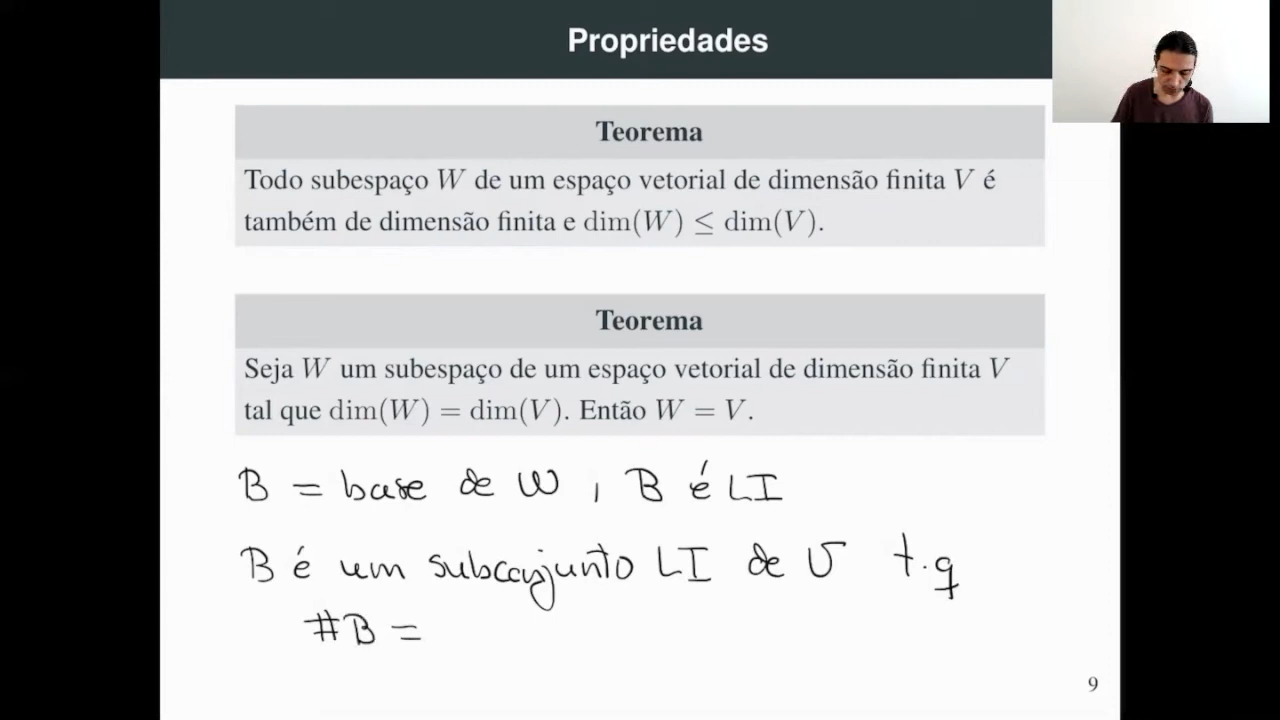 Propriedades
Teorema
Todo subespaço W de um espaço vetorial de dimensão finita V é
também de dimensão finita e dim(W) ≤ dim(V).
Teorema
Seja W um subespaço de um espaço vetorial de dimensão finita V
tal que dim(W) = dim(V). Então W = V.
B = base de W , B é LI
B é um subconjunto LI de V t.q
#B =
9